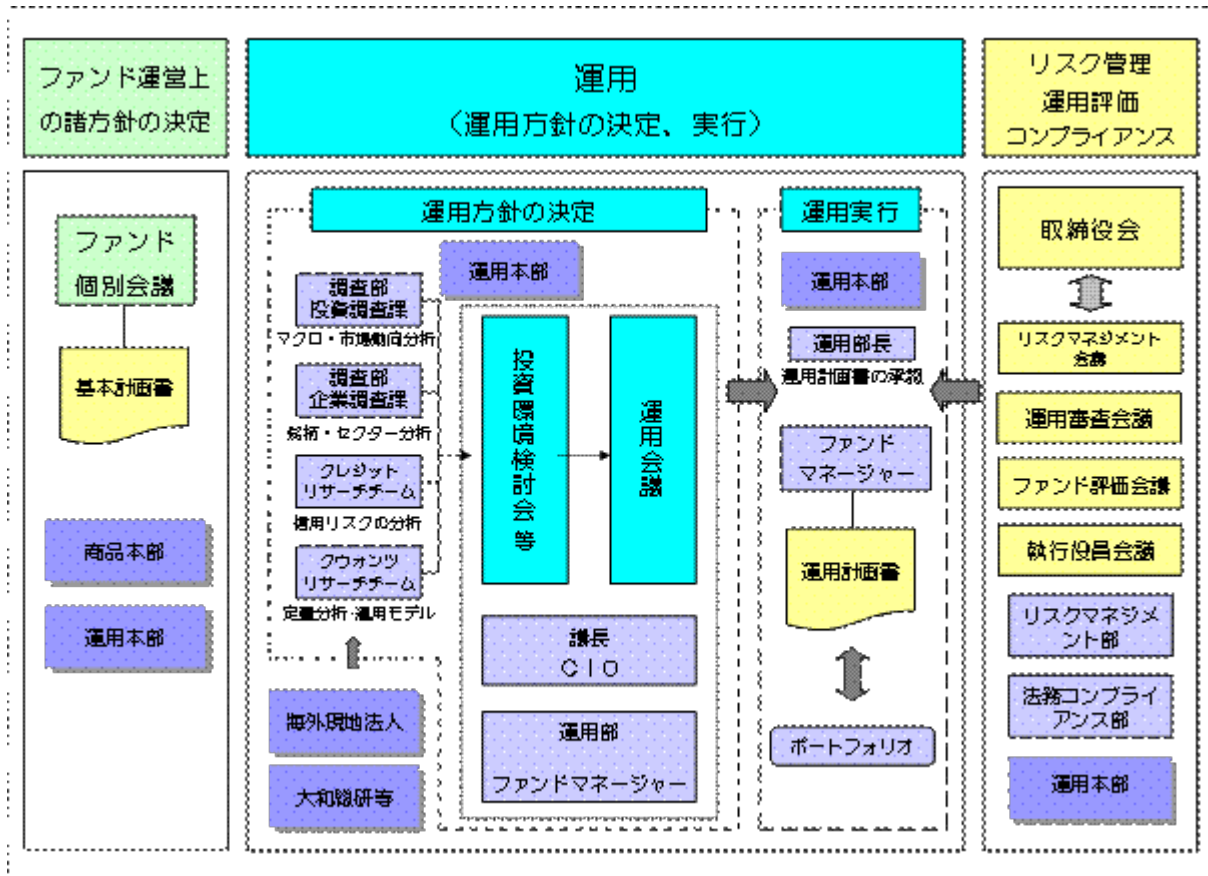 ファンド運営上
の諸方針の決定
運用
（運用方針の決定、実行）
リスク管理
運用評価
コンプライアンス
ファンド
個別会議
基本計画書
商品本部
運用本部
運用方針の決定
運用本部
調査部
投資調査課
マクロ・市場動向分析
調査部
企業調査課
銘柄・セクター分析
クレジット
リサーチチーム
信用リスクの分析
クウォンツ
リサーチチーム
定量分析・運用モデル
海外現地法人
大和総研等
投資環境検討会等
運用会議
議長
ＣＩＯ
運用部
ファンドマネージャー
運用実行
運用本部
運用部長
運用計画書の承認
ファンド
マネージャー
運用計画書
ポートフォリオ
取締役会
リスクマネジメント
会議
運用審査会議
ファンド評価会議
執行役員会議
リスクマネジメ
ント部
法務コンプライ
アンス部
運用本部